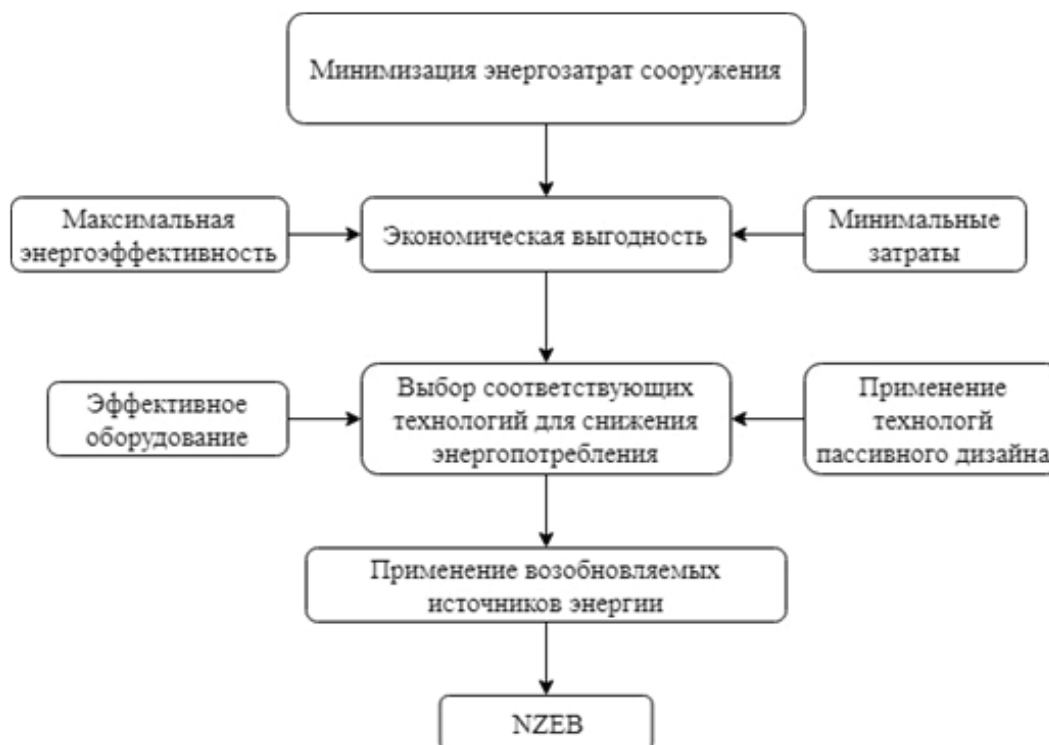 Минимизация энергозатрат сооружения
Максимальная
энергоэффективность
Экономическая выгодность
Минимальные
затраты
Эффективное
оборудование
Выбор соответствующих
технологий для снижения
энергопотребления
Применение
технологй
пассивного дизайна
Применение возобновляемых
источников энергии
NZEB